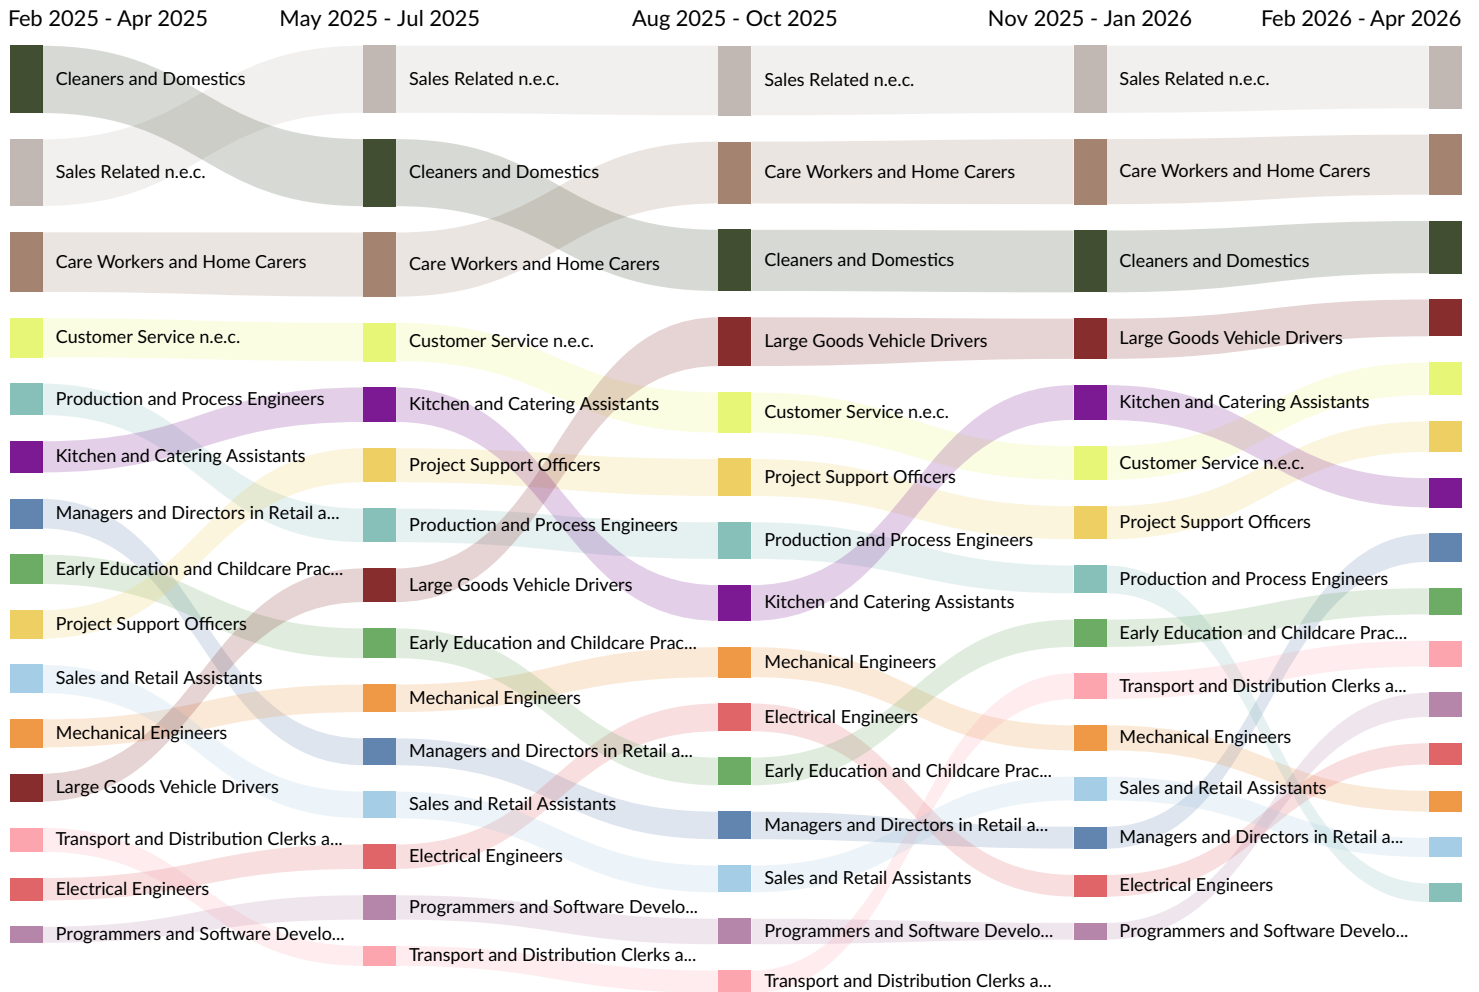 Feb 2025 - Apr 2025
May 2025 - Jul 2025
Aug 2025 - Oct 2025
Nov 2025 - Jan 2026
Feb 2026 - Apr 2026
Cleaners and Domestics
Sales Related n.e.c.
Care Workers and Home Carers
Customer Service n.e.c.
Production and Process Engineers
Kitchen and Catering Assistants
Managers and Directors in Retail a...
Early Education and Childcare Prac...
Project Support Officers
Sales and Retail Assistants
Mechanical Engineers
Large Goods Vehicle Drivers
Transport and Distribution Clerks a...
Electrical Engineers
Programmers and Software Develo...
Sales Related n.e.c.
Cleaners and Domestics
Care Workers and Home Carers
Customer Service n.e.c.
Kitchen and Catering Assistants
Project Support Officers
Production and Process Engineers
Large Goods Vehicle Drivers
Early Education and Childcare Prac...
Mechanical Engineers
Managers and Directors in Retail a...
Sales and Retail Assistants
Electrical Engineers
Programmers and Software Develo...
Transport and Distribution Clerks a...
Sales Related n.e.c.
Care Workers and Home Carers
Cleaners and Domestics
Large Goods Vehicle Drivers
Customer Service n.e.c.
Project Support Officers
Production and Process Engineers
Kitchen and Catering Assistants
Mechanical Engineers
Electrical Engineers
Early Education and Childcare Prac...
Managers and Directors in Retail a...
Sales and Retail Assistants
Programmers and Software Develo...
Transport and Distribution Clerks a...
Sales Related n.e.c.
Care Workers and Home Carers
Cleaners and Domestics
Large Goods Vehicle Drivers
Kitchen and Catering Assistants
Customer Service n.e.c.
Project Support Officers
Production and Process Engineers
Early Education and Childcare Prac...
Transport and Distribution Clerks a...
Mechanical Engineers
Sales and Retail Assistants
Managers and Directors in Retail a...
Electrical Engineers
Programmers and Software Develo...